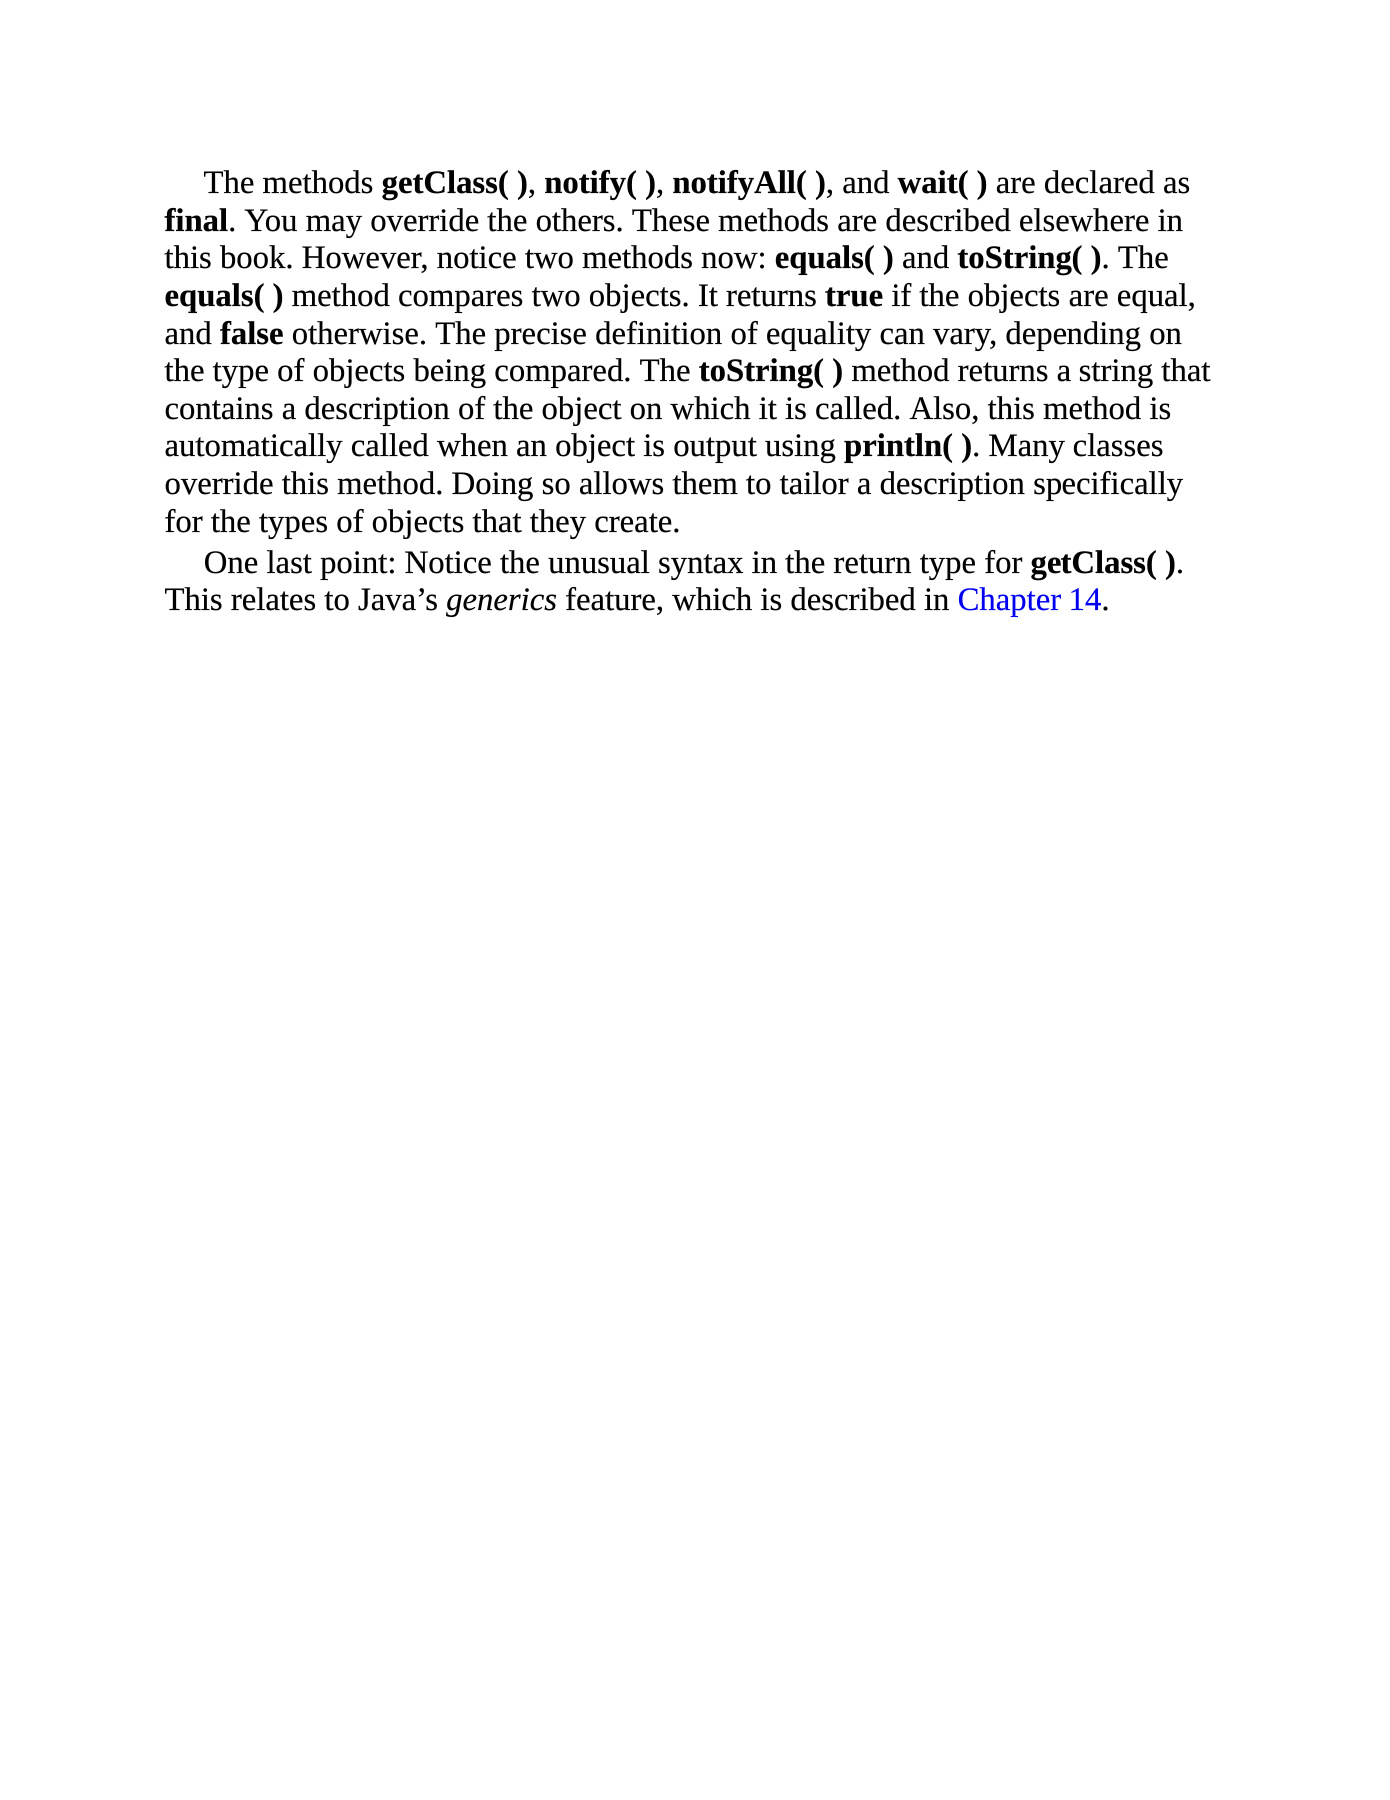 The methods getClass( ), notify( ), notifyAll( ), and wait( ) are declared as
final. You may override the others. These methods are described elsewhere in
this book. However, notice two methods now: equals( ) and toString( ). The
equals( ) method compares two objects. It returns true if the objects are equal,
and false otherwise. The precise definition of equality can vary, depending on
the type of objects being compared. The toString( ) method returns a string that
contains a description of the object on which it is called. Also, this method is
automatically called when an object is output using println( ). Many classes
override this method. Doing so allows them to tailor a description specifically
for the types of objects that they create.
One last point: Notice the unusual syntax in the return type for getClass( ).
This relates to Java’s generics feature, which is described in Chapter 14.